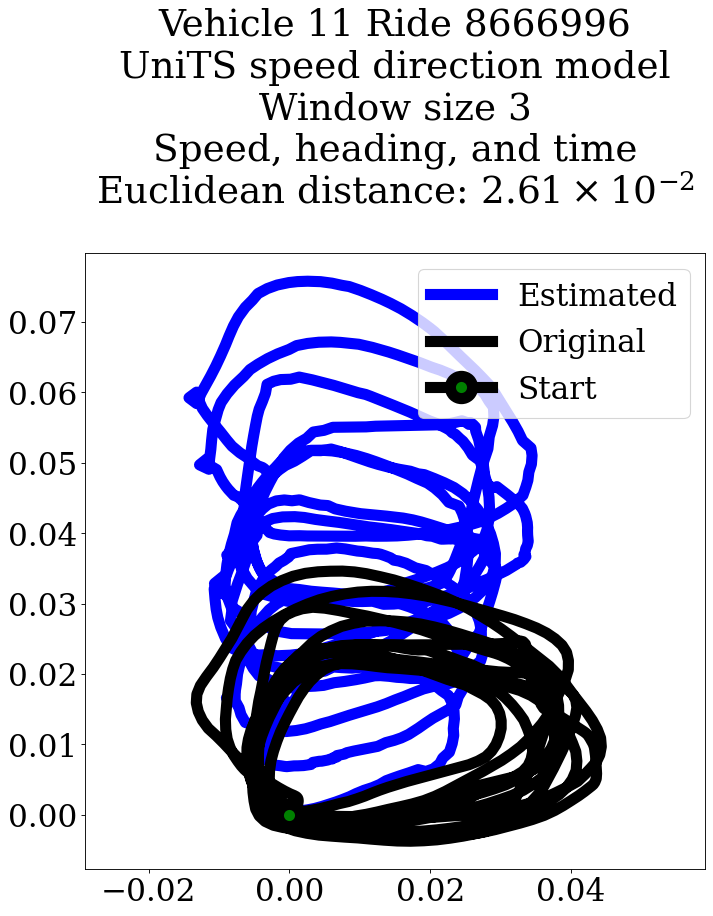 Vehicle 11 Ride 8666996
UniTS speed direction model
Window size 3
Speed, heading, and time
Euclidean distance: 2.61 × 10⁻²
Estimated
Original
Start
0.07
0.06
0.05
0.04
0.03
0.02
0.01
0.00
−0.02 0.00 0.02 0.04